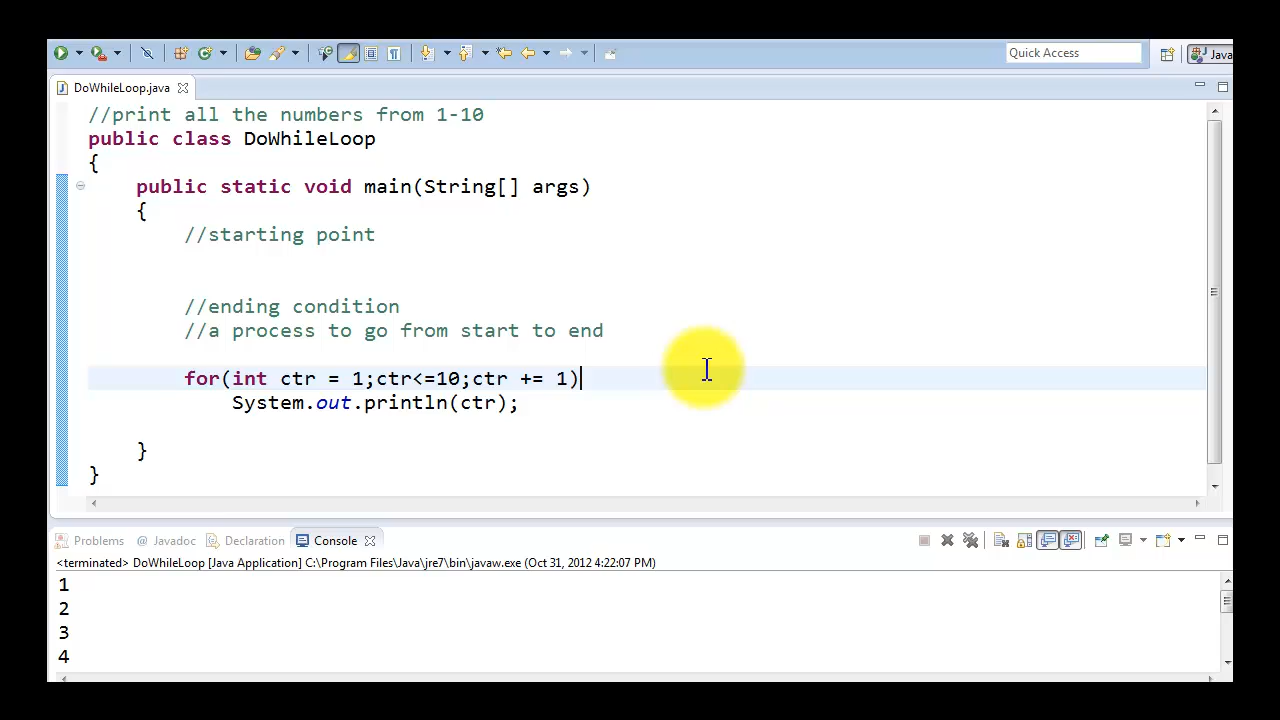 Quick Access
Java
DoWhileLoop.java
//print all the numbers from 1-10
public class DoWhileLoop
{
public static void main(String[] args)
{
//starting point
//ending condition
//a process to go from start to end
for(int ctr = 1;ctr<=10;ctr += 1)
System.out.println(ctr);
}
}
Problems @ Javadoc Declaration Console
<terminated> DoWhileLoop [Java Application] C:\Program Files\Java\jre7\bin\javaw.exe (Oct 31, 2012 4:22:07 PM)
1
2
3
4